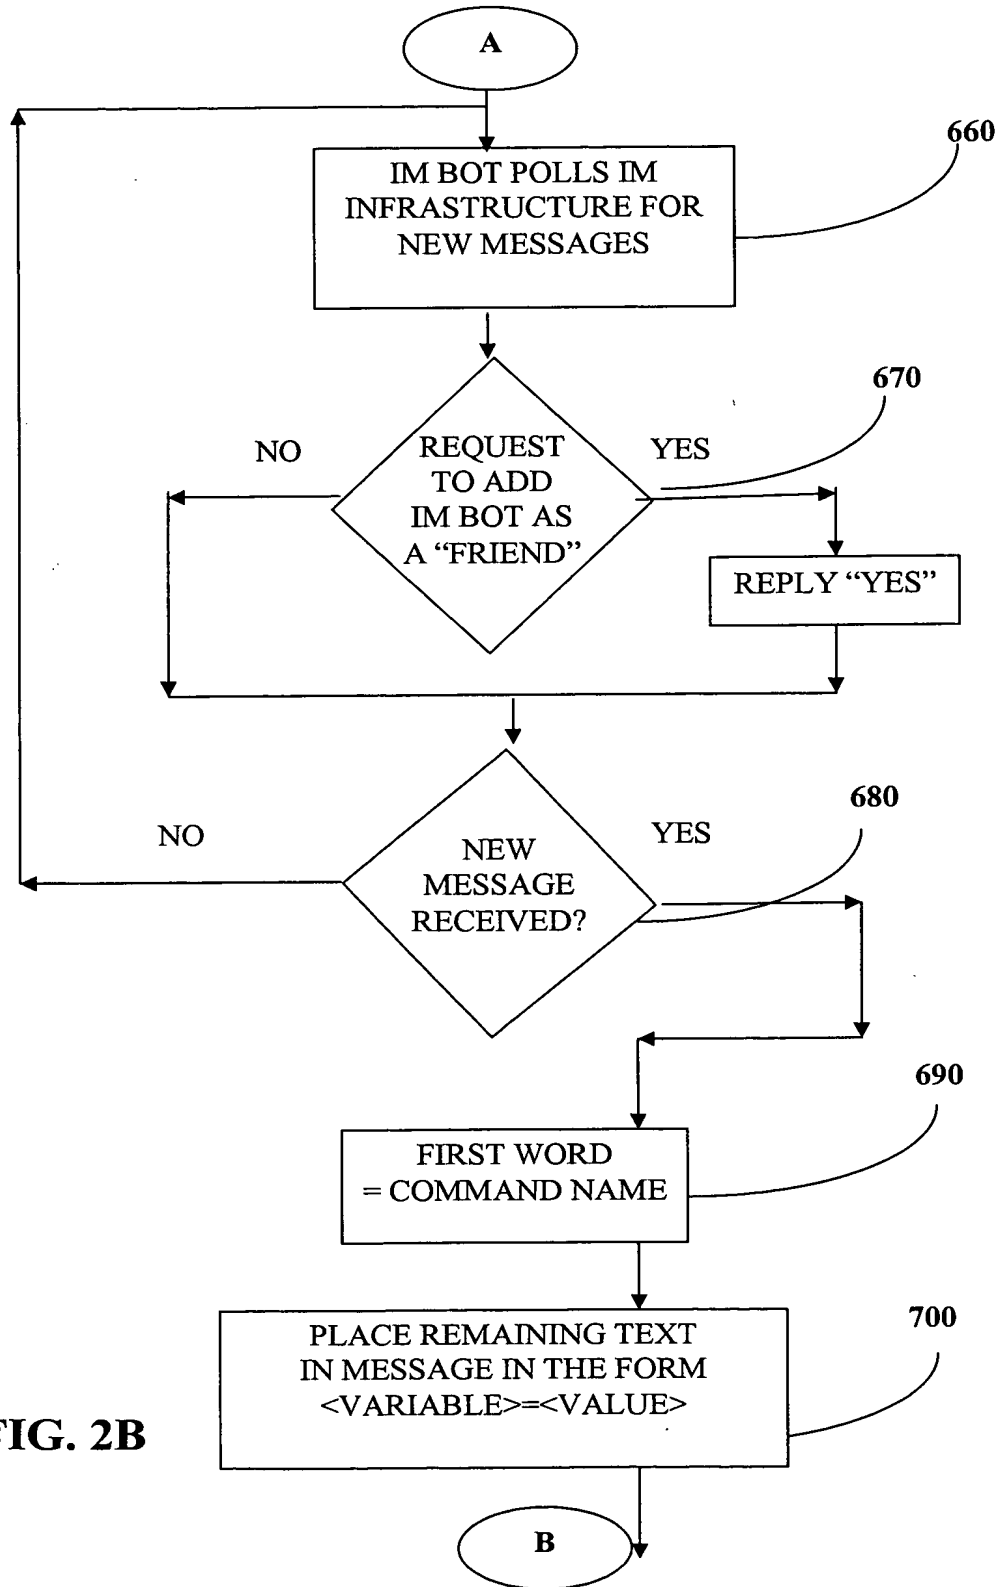 A
660
IM BOT POLLS IM
INFRASTRUCTURE FOR
NEW MESSAGES
670
NO
YES
REQUEST
TO ADD
IM BOT AS
A “FRIEND”
REPLY “YES”
680
NO
YES
NEW
MESSAGE
RECEIVED?
690
FIRST WORD
= COMMAND NAME
700
PLACE REMAINING TEXT
IN MESSAGE IN THE FORM
<VARIABLE>=<VALUE>
FIG. 2B
B